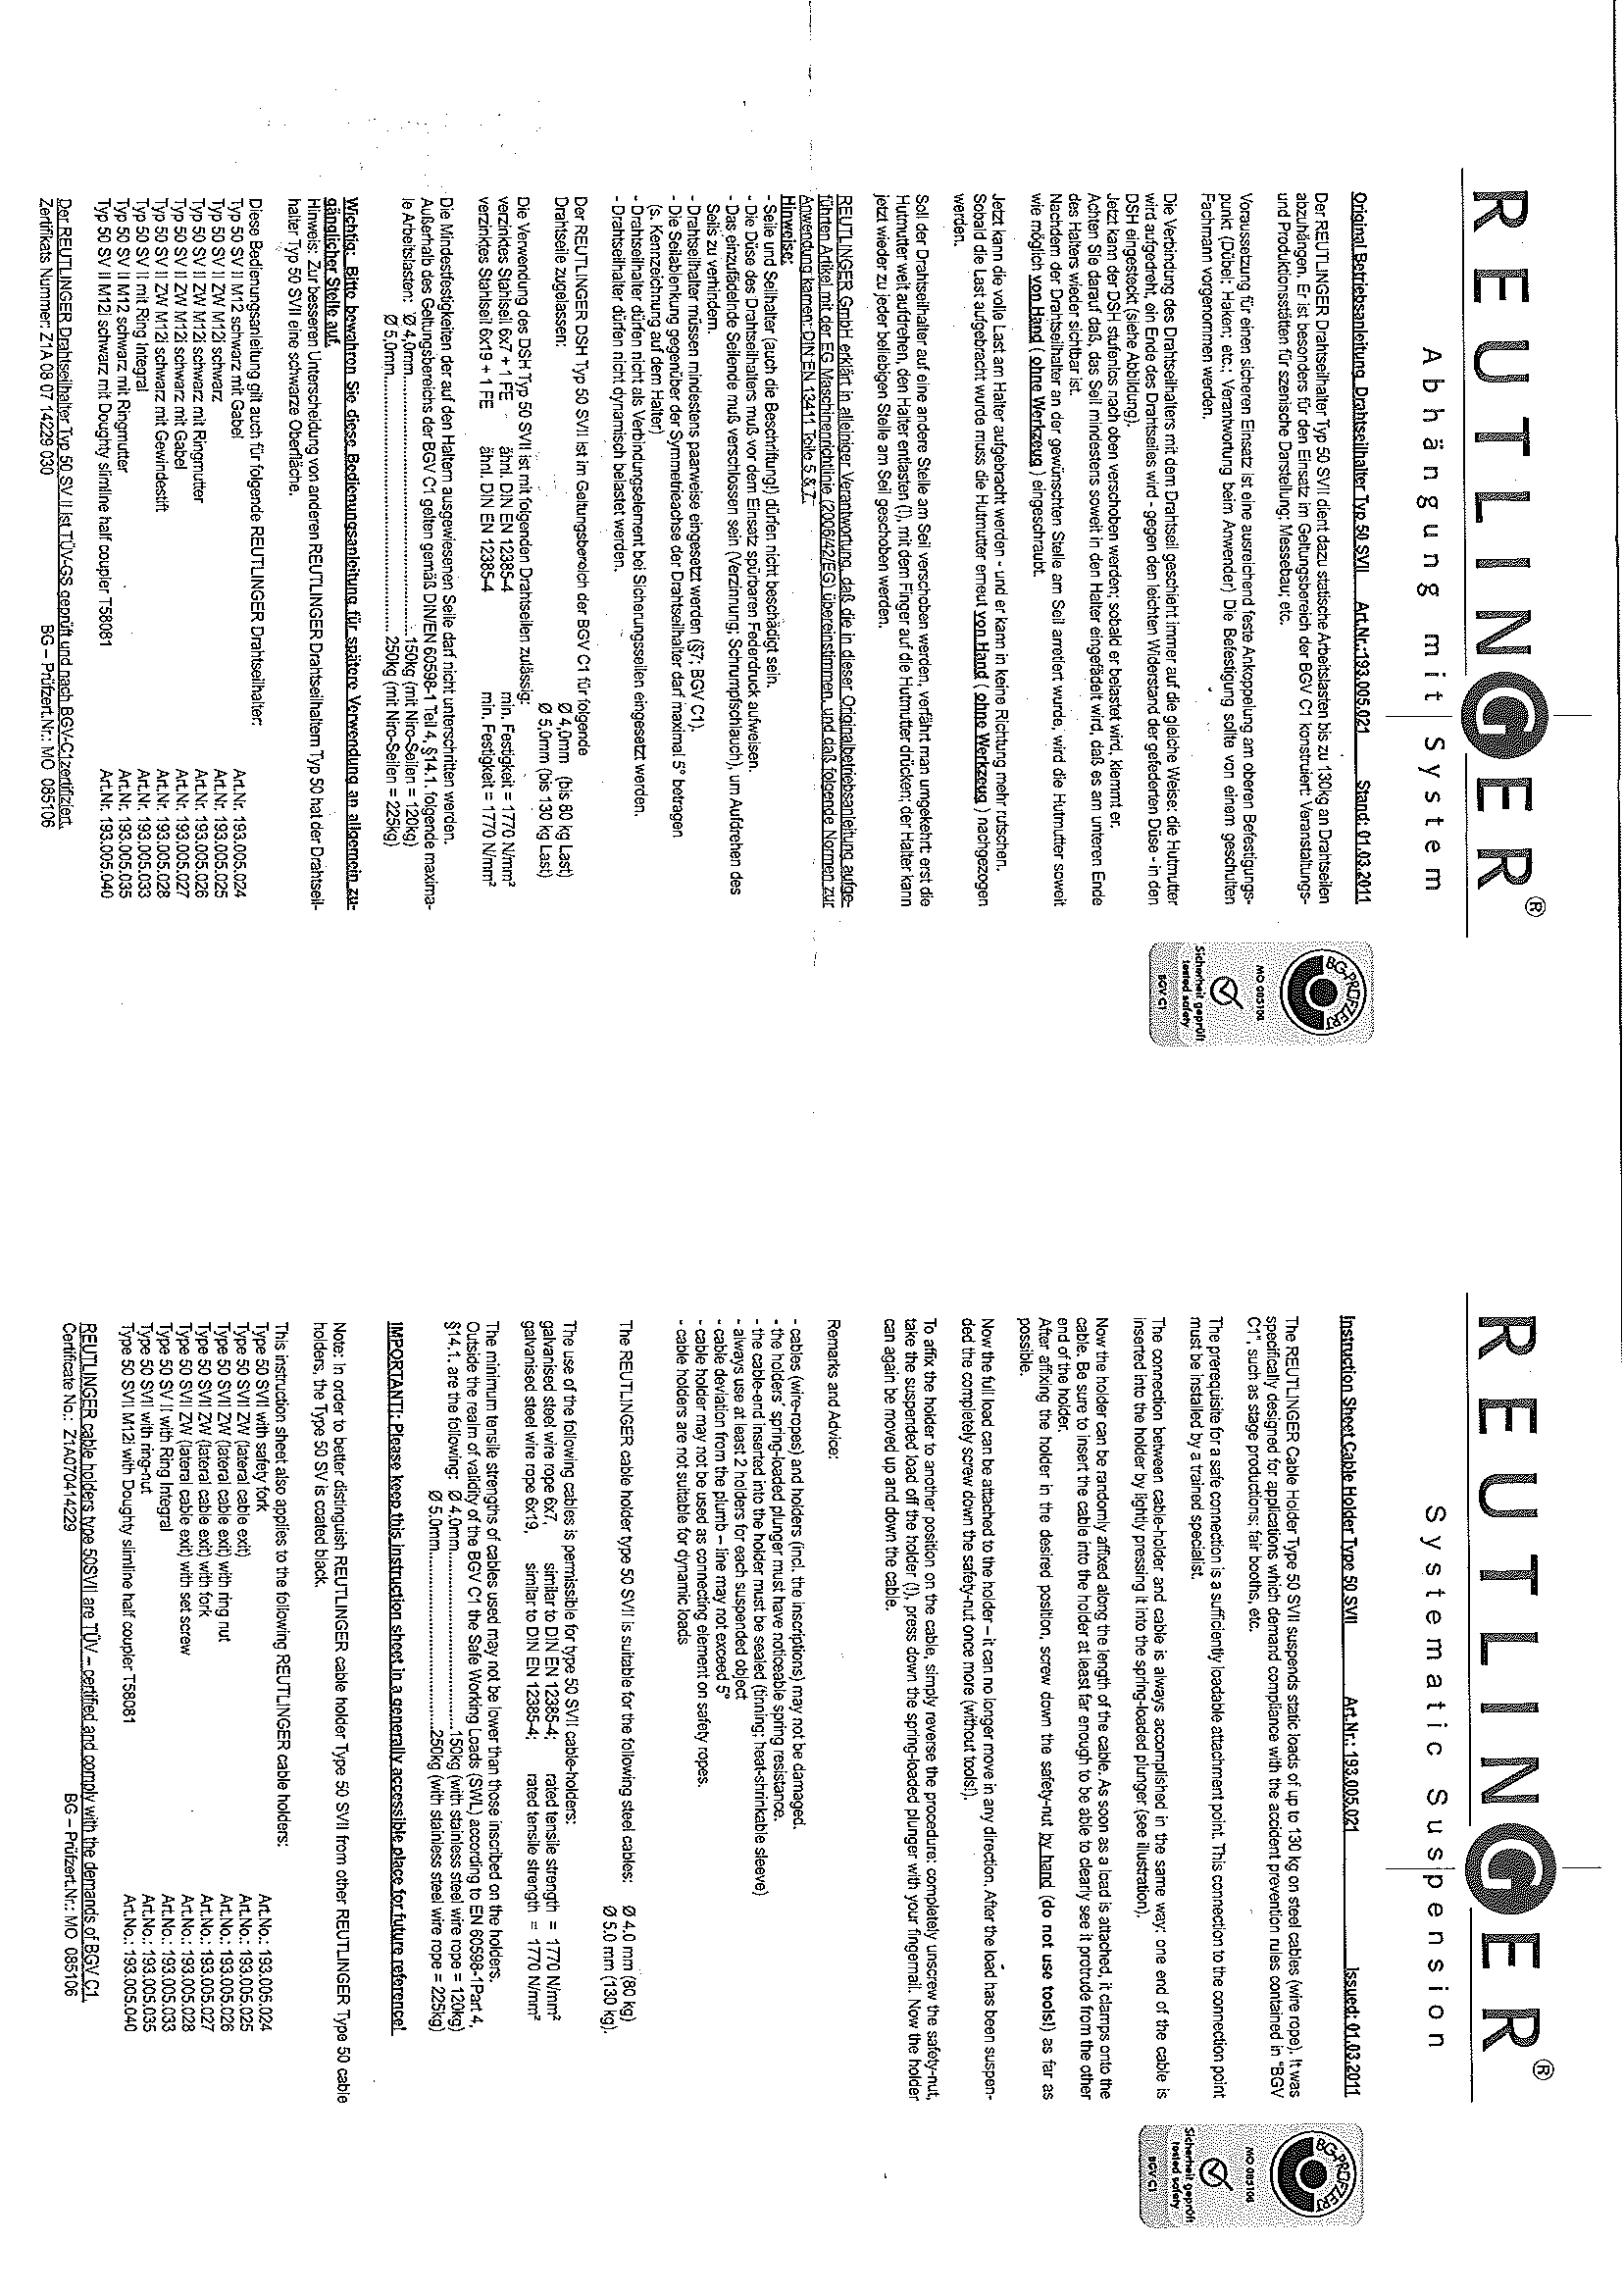 REUTLINGER®
Abhängung mit System
Original Betriebsanleitung Drahtseilhalter Typ 50 SVII Art.Nr.:193.005.021 Stand: 01.03.2011
Der REUTLINGER Drahtseilhalter Typ 50 SVII dient dazu statische Arbeitslasten bis zu 130kg an Drahtseilen
abzuhängen. Er ist besonders für den Einsatz im Geltungsbereich der BGV C1 konstruiert: Veranstaltungs-
und Produktionsstätten für szenische Darstellung; Messebau; etc.
Voraussetzung für einen sicheren Einsatz ist eine ausreichend feste Ankoppelung am oberen Befestigungs-
punkt (Dübel; Haken; etc.; Verantwortung beim Anwender) Die Befestigung sollte von einem geschulten
Fachmann vorgenommen werden.
Die Verbindung des Drahtseilhalters mit dem Drahtseil geschieht immer auf die gleiche Weise: die Hutmutter
wird aufgedreht, ein Ende des Drahtseiles wird - gegen den leichten Widerstand der gefederten Düse - in den
DSH eingesteckt (siehe Abbildung).
Jetzt kann der DSH stufenlos nach oben verschoben werden; sobald er belastet wird, klemmt er.
Achten Sie darauf daß, das Seil mindestens soweit in den Halter eingefädelt wird, daß es am unteren Ende
des Halters wieder sichtbar ist.
Nachdem der Drahtseilhalter an der gewünschten Stelle am Seil arretiert wurde, wird die Hutmutter soweit
wie möglich von Hand ( ohne Werkzeug ) eingeschraubt.
Jetzt kann die volle Last am Halter aufgebracht werden - und er kann in keine Richtung mehr rutschen.
Sobald die Last aufgebracht wurde muss die Hutmutter erneut von Hand ( ohne Werkzeug ) nachgezogen
werden.
Soll der Drahtseilhalter auf eine andere Stelle am Seil verschoben werden, verfährt man umgekehrt: erst die
Hutmutter weit aufdrehen, den Halter entlasten (!), mit dem Finger auf die Hutmutter drücken; der Halter kann
jetzt wieder zu jeder beliebigen Stelle am Seil geschoben werden.
REUTLINGER GmbH erklärt in alleiniger Verantwortung, daß die in dieser Originalbetriebsanleitung aufge-
führten Artikel mit der EG Maschinenrichtlinie (2006/42/EG) übereinstimmen, und daß folgende Normen zur
Anwendung kamen: DIN EN 13411 Teile 5 & 7.
Hinweise:
- Seile und Seilhalter (auch die Beschriftung!) dürfen nicht beschädigt sein.
- Die Düse des Drahtseilhalters muß vor dem Einsatz spürbaren Federdruck aufweisen.
- Das einzufädelnde Seilende muß verschlossen sein (Verzinnung; Schrumpfschlauch), um Aufdrehen des
Seils zu verhindern.
- Drahtseilhalter müssen mindestens paarweise eingesetzt werden (§7; BGV C1).
- Die Seilablenkung gegenüber der Symmetrieachse der Drahtseilhalter darf maximal 5° betragen
(s. Kennzeichnung auf dem Halter)
- Drahtseilhalter dürfen nicht als Verbindungselement bei Sicherungsseilen eingesetzt werden.
- Drahtseilhalter dürfen nicht dynamisch belastet werden.
Der REUTLINGER DSH Typ 50 SVII ist im Geltungsbereich der BGV C1 für folgende
Drahtseile zugelassen: Ø 4,0mm (bis 80 kg Last)
Ø 5,0mm (bis 130 kg Last)
Die Verwendung des DSH Typ 50 SVII ist mit folgenden Drahtseilen zulässig:
verzinktes Stahlseil 6x7 + 1 FE ähnl. DIN EN 12385-4 min. Festigkeit = 1770 N/mm²
verzinktes Stahlseil 6x19 + 1 FE ähnl. DIN EN 12385-4 min. Festigkeit = 1770 N/mm²
Die Mindestfestigkeiten der auf den Haltern ausgewiesenen Seile darf nicht unterschritten werden.
Außerhalb des Geltungsbereichs der BGV C1 gelten gemäß DIN/EN 60598-1 Teil 4, §14.1. folgende maxima-
le Arbeitslasten: Ø 4,0mm......................................................150kg (mit Niro-Seilen = 120kg)
Ø 5,0mm......................................................250kg (mit Niro-Seilen = 225kg)
Wichtig: Bitte bewahren Sie diese Bedienungsanleitung für spätere Verwendung an allgemein zu-
gänglicher Stelle auf.
Hinweis: Zur besseren Unterscheidung von anderen REUTLINGER Drahtseilhaltern Typ 50 hat der Drahtseil-
halter Typ 50 SVII eine schwarze Oberfläche.
Diese Bedienungsanleitung gilt auch für folgende REUTLINGER Drahtseilhalter:
Typ 50 SV II M12 schwarz mit Gabel Art.Nr. 193.005.024
Typ 50 SV II ZW M12i schwarz Art.Nr. 193.005.025
Typ 50 SV II ZW M12i schwarz mit Ringmutter Art.Nr. 193.005.026
Typ 50 SV II ZW M12i schwarz mit Gabel Art.Nr. 193.005.027
Typ 50 SV II ZW M12i schwarz mit Gewindestift Art.Nr. 193.005.028
Typ 50 SV II mit Ring Integral Art.Nr. 193.005.033
Typ 50 SV II M12 schwarz mit Ringmutter Art.Nr. 193.005.035
Typ 50 SV II M12i schwarz mit Doughty slimline half coupler T58081 Art.Nr. 193.005.040
Der REUTLINGER Drahtseilhalter Typ 50 SV II ist TÜV-GS geprüft und nach BGV-C1zertifiziert.
Zertifikats Nummer: Z1A 08 07 14229 030 BG – Prüfzert.Nr.: MO 085106
BG-PRÜFZERT
MO 085106
Sicherheit geprüft
tested safety
BGV C1
REUTLINGER®
Systematic Suspension
Instruction Sheet Cable Holder Type 50 SVII Art.Nr.: 193.005.021 Issued: 01.03.2011
The REUTLINGER Cable Holder Type 50 SVII suspends static loads of up to 130 kg on steel cables (wire rope). It was
specifically designed for applications which demand compliance with the accident prevention rules contained in "BGV
C1", such as stage productions; fair booths, etc.
The prerequisite for a safe connection is a sufficiently loadable attachment point. This connection to the connection point
must be installed by a trained specialist.
The connection between cable-holder and cable is always accomplished in the same way: one end of the cable is
inserted into the holder by lightly pressing it into the spring-loaded plunger (see illustration).
Now the holder can be randomly affixed along the length of the cable. As soon as a load is attached, it clamps onto the
cable. Be sure to insert the cable into the holder at least far enough to be able to clearly see it protrude from the other
end of the holder.
After affixing the holder in the desired position, screw down the safety-nut by hand (do not use tools!) as far as
possible.
Now the full load can be attached to the holder – it can no longer move in any direction. After the load has been suspen-
ded the completely screw down the safety-nut once more (without tools!).
To affix the holder to another position on the cable, simply reverse the procedure: completely unscrew the safety-nut,
take the suspended load off the holder (!), press down the spring-loaded plunger with your fingernail. Now the holder
can again be moved up and down the cable.
Remarks and Advice:
- cables (wire-ropes) and holders (incl. the inscriptions) may not be damaged.
- the holders' spring-loaded plunger must have noticeable spring resistance.
- the cable-end inserted into the holder must be sealed (tinning; heat-shrinkable sleeve)
- always use at least 2 holders for each suspended object
- cable deviation from the plumb – line may not exceed 5°
- cable holder may not be used as connecting element on safety ropes.
- cable holders are not suitable for dynamic loads
The REUTLINGER cable holder type 50 SVII is suitable for the following steel cables: Ø 4.0 mm (80 kg)
Ø 5.0 mm (130 kg).
The use of the following cables is permissible for type 50 SVII cable-holders:
galvanised steel wire rope 6x7, similar to DIN EN 12385-4; rated tensile strength = 1770 N/mm²
galvanised steel wire rope 6x19, similar to DIN EN 12385-4; rated tensile strength = 1770 N/mm²
The minimum tensile strengths of cables used may not be lower than those inscribed on the holders.
Outside the realm of validity of the BGV C1 the Safe Working Loads (SWL) according to EN 60598-1Part 4,
§14.1. are the following: Ø 4.0mm......................................150kg (with stainless steel wire rope = 120kg)
Ø 5.0mm......................................250kg (with stainless steel wire rope = 225kg)
IMPORTANT!: Please keep this instruction sheet in a generally accessible place for future reference!
Note: In order to better distinguish REUTLINGER cable holder Type 50 SVII from other REUTLINGER Type 50 cable
holders, the Type 50 SV is coated black.
This instruction sheet also applies to the following REUTLINGER cable holders:
Type 50 SVII with safety fork Art.No.: 193.005.024
Type 50 SVII ZW (lateral cable exit) Art.No.: 193.005.025
Type 50 SVII ZW (lateral cable exit) with ring nut Art.No.: 193.005.026
Type 50 SVII ZW (lateral cable exit) with fork Art.No.: 193.005.027
Type 50 SVII ZW (lateral cable exit) with set screw Art.No.: 193.005.028
Type 50 SV II with Ring Integral Art.No.: 193.005.033
Type 50 SVII with ring-nut Art.No.: 193.005.035
Type 50 SVII M12i with Doughty slimline half coupler T58081 Art.No.: 193.005.040
REUTLINGER cable holders type 50SVII are TÜV – certified and comply with the demands of BGV C1.
Certificate No.: Z1A070414229 BG – Prüfzert.Nr.: MO 085106
BG-PRÜFZERT
MO 085106
Sicherheit geprüft
tested safety
BGV C1